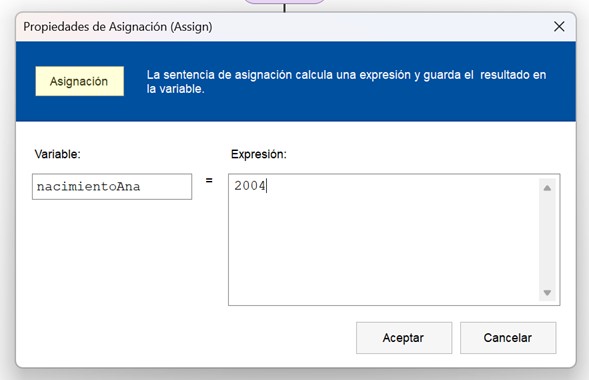 Propiedades de Asignación (Assign)
Asignación
La sentencia de asignación calcula una expresión y guarda el resultado en
la variable.
Variable:
Expresión:
nacimientoAna
=
2004
Aceptar
Cancelar